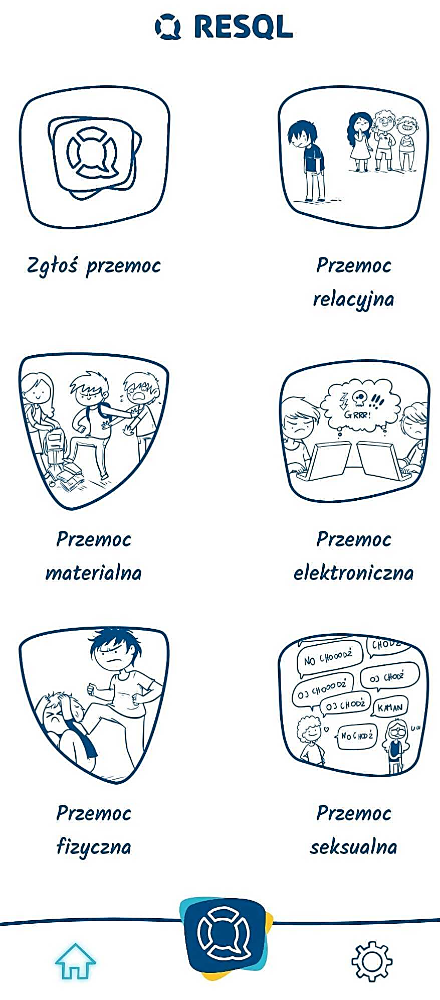 RESQL
Zgłoś przemoc
Przemoc
relacyjna
Przemoc
materialna
GRRR!
Przemoc
elektroniczna
Przemoc
fizyczna
NO CHOOODŹ
CHODŹ
OJ CHOOODŹ
OJ CHODŹ
OJ CHODŹ
KAMAN
NO CHODŹ
Przemoc
seksualna